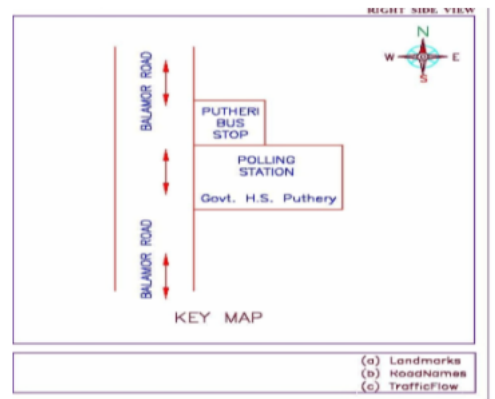 RIGHT SIDE VIEW
N
W E
S
BALAMOR ROAD
PUTHERI
BUS
STOP
POLLING
STATION
Govt. H.S. Puthery
BALAMOR ROAD
KEY MAP
(a) Landmarks
(b) RoadNames
(c) TrafficFlow